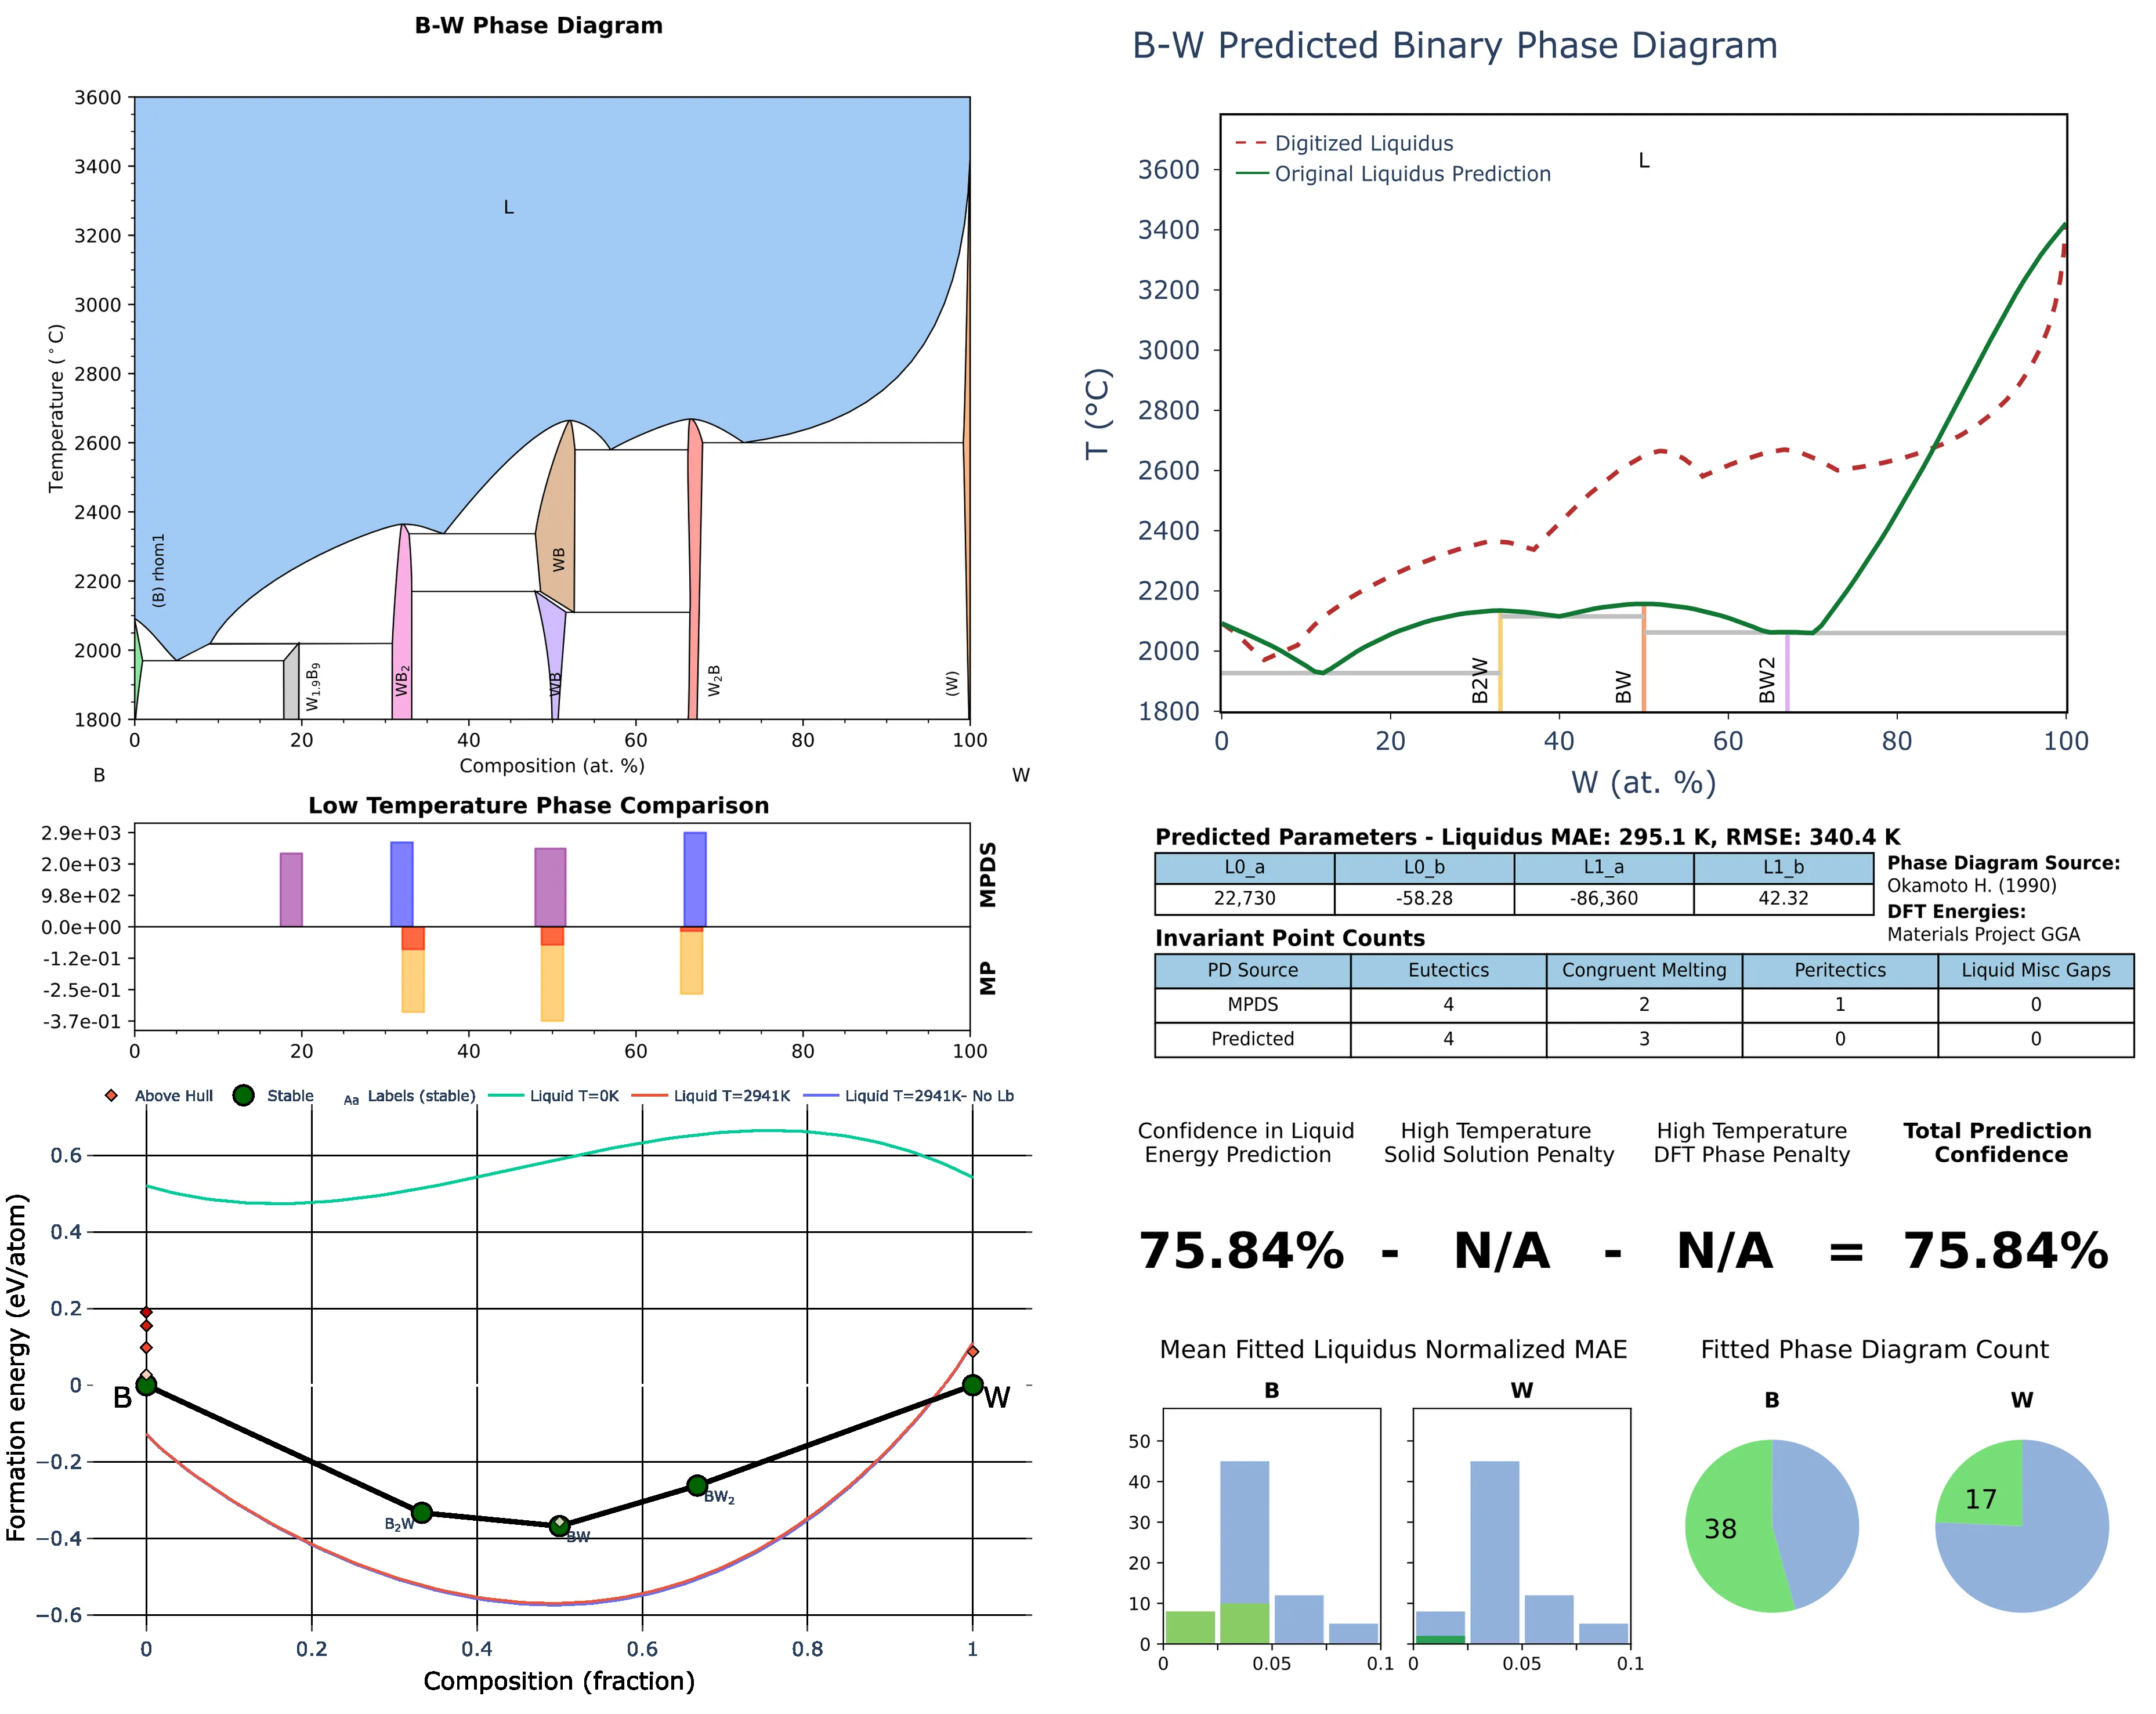 B-W Phase Diagram
3600
3400
3200
3000
2800
2600
2400
2200
2000
1800
Temperature (°C)
L
(B) rhom1
W1.9B9
WB2
WB
WB
W2B
(W)
0 20 40 60 80 100
Composition (at. %)
B W
B-W Predicted Binary Phase Diagram
Digitized Liquidus
Original Liquidus Prediction
L
3600
3400
3200
3000
2800
2600
2400
2200
2000
1800
T (°C)
B2W
BW
BW2
0 20 40 60 80 100
W (at. %)
Low Temperature Phase Comparison
2.9e+03
2.0e+03
9.8e+02
0.0e+00
-1.2e-01
-2.5e-01
-3.7e-01
MPDS
MP
0 20 40 60 80 100
Predicted Parameters - Liquidus MAE: 295.1 K, RMSE: 340.4 K
L0_a L0_b L1_a L1_b
22,730 -58.28 -86,360 42.32
Phase Diagram Source:
Okamoto H. (1990)
DFT Energies:
Materials Project GGA
Invariant Point Counts
PD Source Eutectics Congruent Melting Peritectics Liquid Misc Gaps
MPDS 4 2 1 0
Predicted 4 3 0 0
Above Hull Stable Aa Labels (stable) Liquid T=0K Liquid T=2941K Liquid T=2941K- No Lb
0.6
0.4
0.2
0
−0.2
−0.4
−0.6
Formation energy (eV/atom)
B
B2W
BW
BW2
W
0 0.2 0.4 0.6 0.8 1
Composition (fraction)
Confidence in Liquid
Energy Prediction
High Temperature
Solid Solution Penalty
High Temperature
DFT Phase Penalty
Total Prediction
Confidence
75.84% - N/A - N/A = 75.84%
Mean Fitted Liquidus Normalized MAE
B W
50
40
30
20
10
0
0 0.05 0.1 0 0.05 0.1
Fitted Phase Diagram Count
B W
38 17